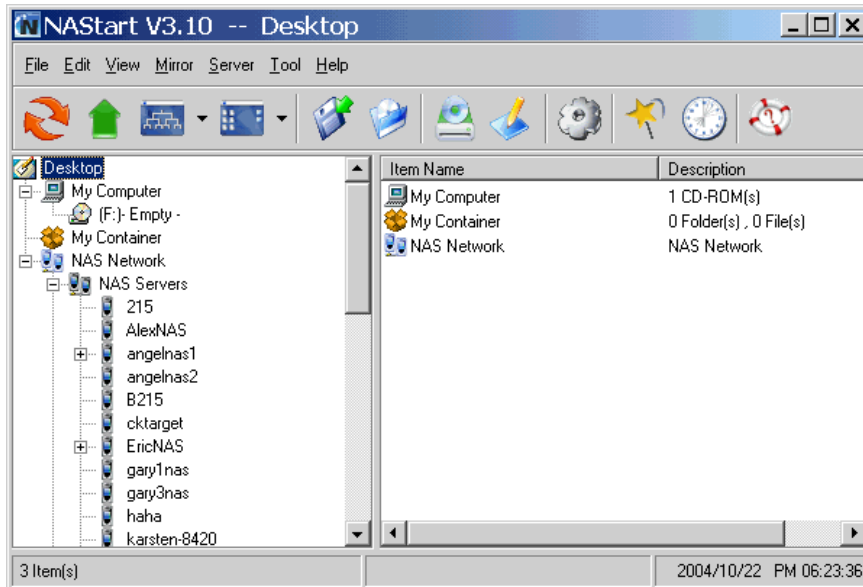 NAStart V3.10 -- Desktop
File Edit View Mirror Server Tool Help
Desktop
My Computer
(F:)- Empty -
My Container
NAS Network
NAS Servers
215
AlexNAS
angelnas1
angelnas2
B215
cktarget
EricNAS
gary1nas
gary3nas
haha
karsten-8420
Item Name Description
My Computer 1 CD-ROM(s)
My Container 0 Folder(s) , 0 File(s)
NAS Network NAS Network
3 Item(s) 2004/10/22 PM 06:23:36